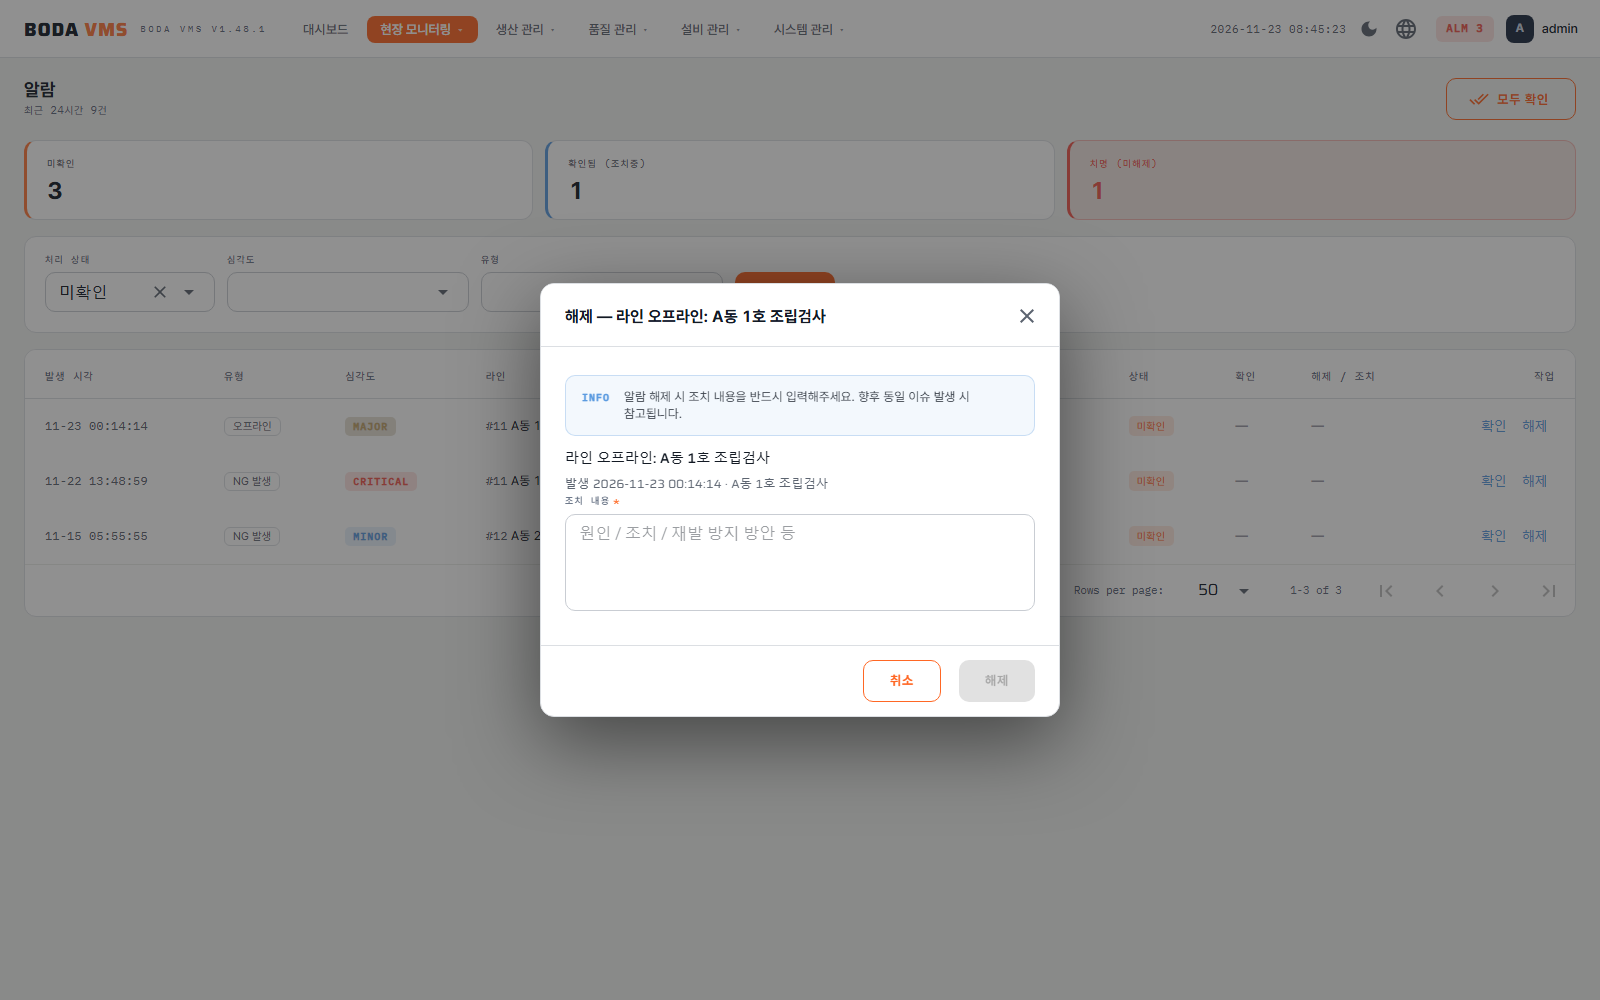 BODA VMS BODA VMS V1.48.1 대시보드 현장 모니터링 생산 관리 품질 관리 설비 관리 시스템 관리 2026-11-23 08:45:23 ALM 3 A admin
알람
최근 24시간 9건
모두 확인
미확인
3
확인됨 (조치중)
1
치명 (미해제)
1
처리 상태 심각도 유형
미확인
발생 시각 유형 심각도 라인 상태 확인 해제 / 조치 작업
11-23 00:14:14 오프라인 MAJOR #11 A동 1 미확인 — — 확인 해제
11-22 13:48:59 NG 발생 CRITICAL #11 A동 1 미확인 — — 확인 해제
11-15 05:55:55 NG 발생 MINOR #12 A동 2 미확인 — — 확인 해제
Rows per page: 50 1-3 of 3
해제 — 라인 오프라인: A동 1호 조립검사
INFO 알람 해제 시 조치 내용을 반드시 입력해주세요. 향후 동일 이슈 발생 시
참고됩니다.
라인 오프라인: A동 1호 조립검사
발생 2026-11-23 00:14:14 · A동 1호 조립검사
조치 내용 *
원인 / 조치 / 재발 방지 방안 등
취소 해제